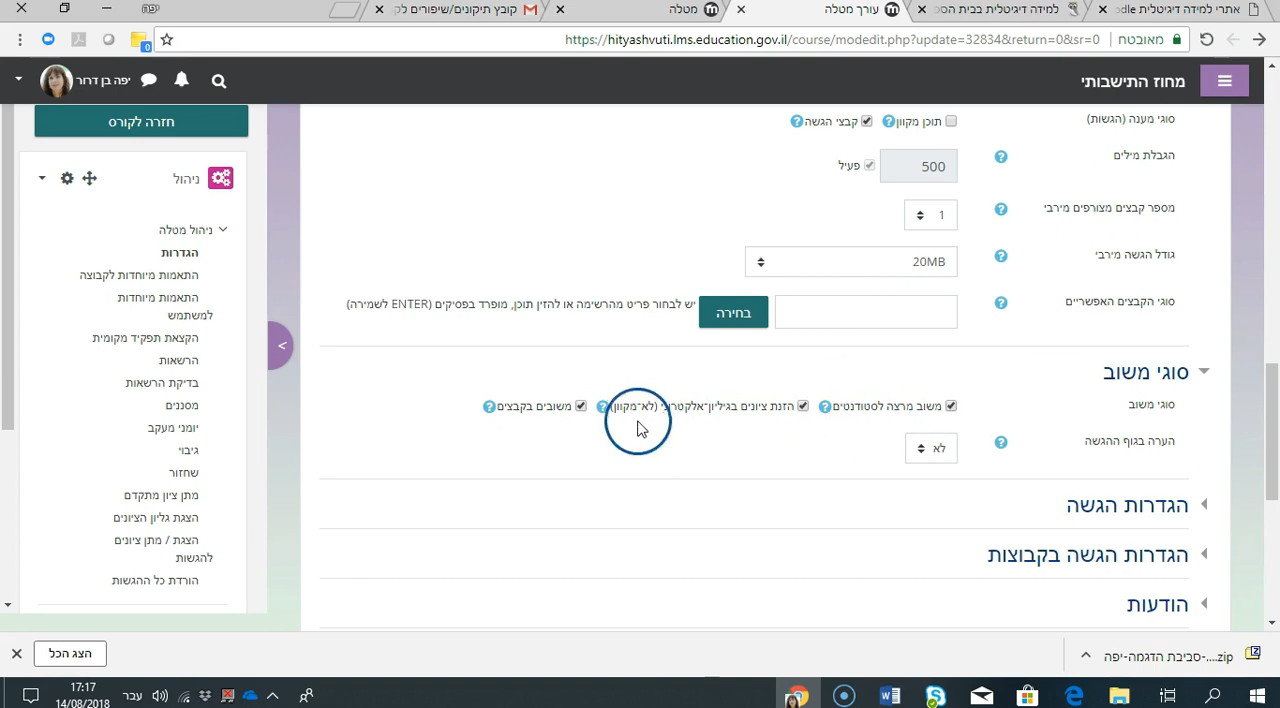 אתרי למידה דיגיטלית dle
למידה דיגיטלית בבית הספ
עורך מטלה
מטלה
קובץ תיקונים/שיפורים לק
יפה
מאובטח
https://hityashvuti.lms.education.gov.il/course/modedit.php?update=32834&return=0&sr=0
מחוז התישבותי
יפה בן דרור
חזרה לקורס
ניהול
ניהול מטלה
הגדרות
התאמות מיוחדות לקבוצה
התאמות מיוחדות
למשתמש
הקצאת תפקיד מקומית
הרשאות
בדיקת הרשאות
מסננים
יומני מעקב
גיבוי
שחזור
מתן ציון מתקדם
הצגת גליון הציונים
הצגת / מתן ציונים
להגשות
הורדת כל ההגשות
סוגי מענה (הגשות)
תוכן מקוון
קבצי הגשה
הגבלת מילים
500
פעיל
מספר קבצים מצורפים מירבי
1
גודל הגשה מירבי
20MB
סוגי הקבצים האפשריים
בחירה
יש לבחור פריט מהרשימה או להזין תוכן, מופרד בפסיקים (ENTER לשמירה)
סוגי משוב
סוגי משוב
משוב מרצה לסטודנטים
הזנת ציונים בגיליון־אלקטרוני (לא־מקוון)
משובים בקבצים
הערה בגוף ההגשה
לא
הגדרות הגשה
הגדרות הגשה בקבוצות
הודעות
סביבת הדגמה-יפה-....zip
הצג הכל
עבר
17:17
14/08/2018